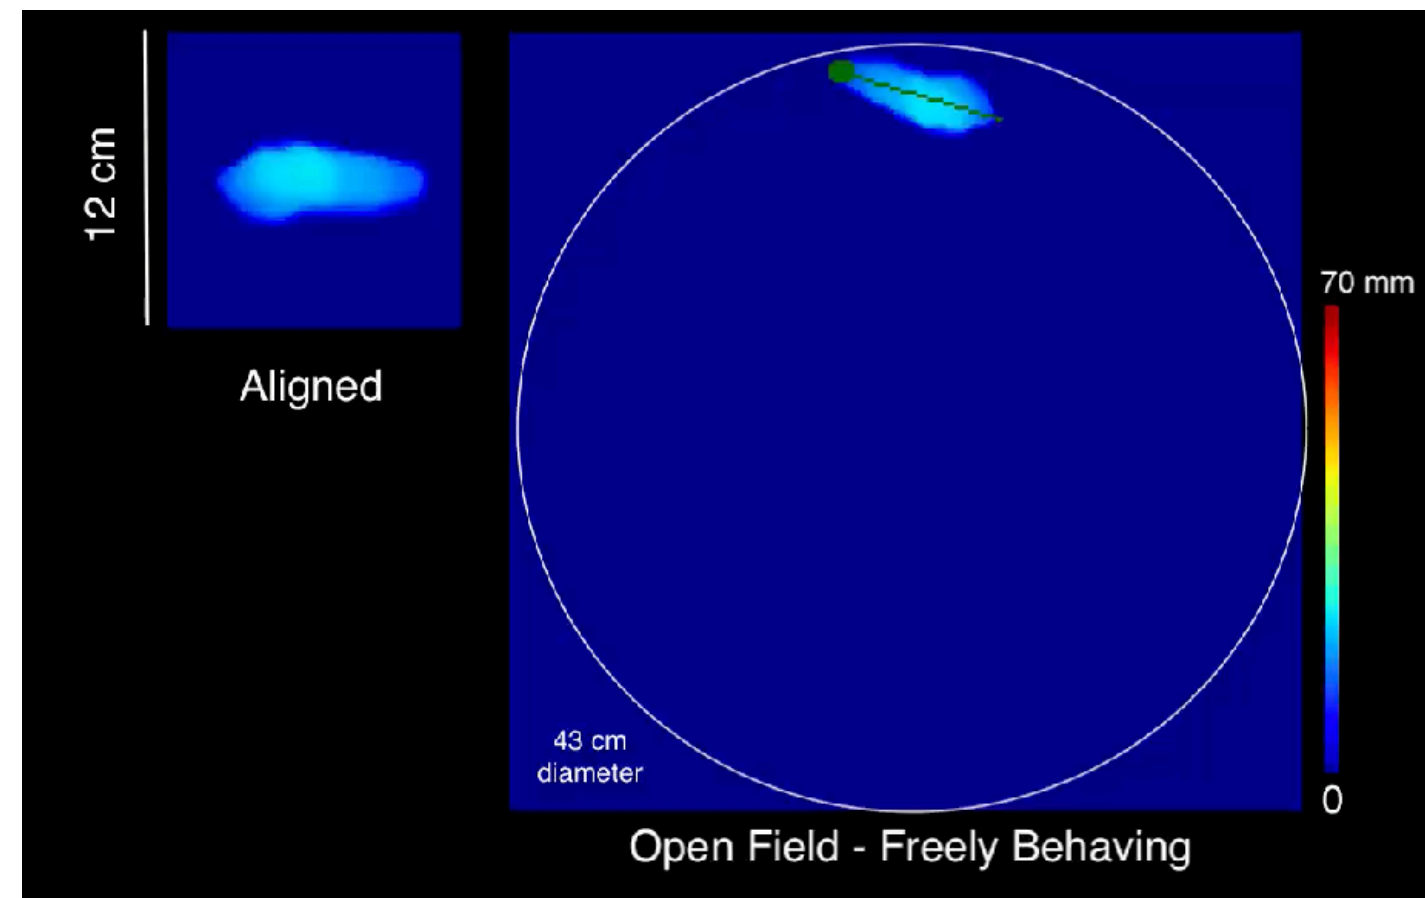 12 cm
Aligned
70 mm
43 cm
diameter
0
Open Field - Freely Behaving